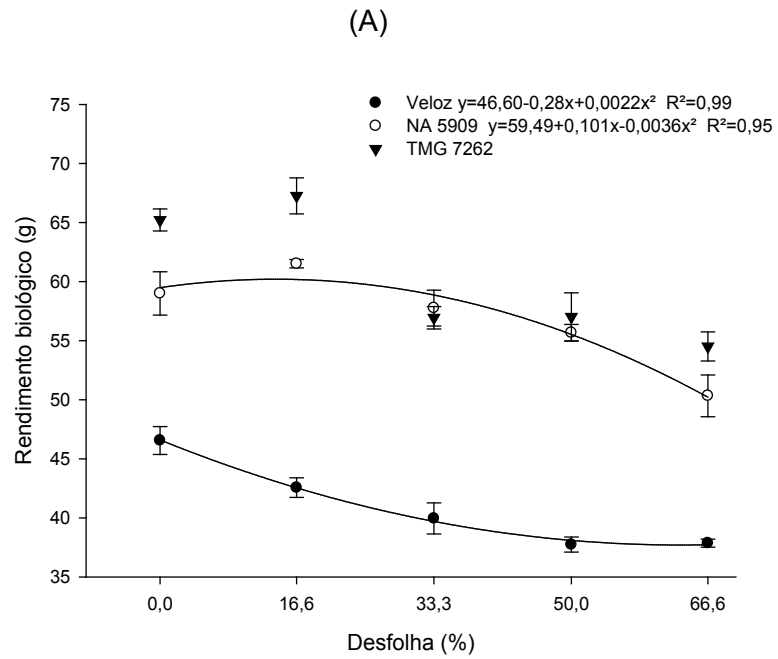 (A)
Veloz y=46,60-0,28x+0,0022x² R²=0,99
NA 5909 y=59,49+0,101x-0,0036x² R²=0,95
TMG 7262
Rendimento biológico (g)
75
70
65
60
55
50
45
40
35
0,0 16,6 33,3 50,0 66,6
Desfolha (%)